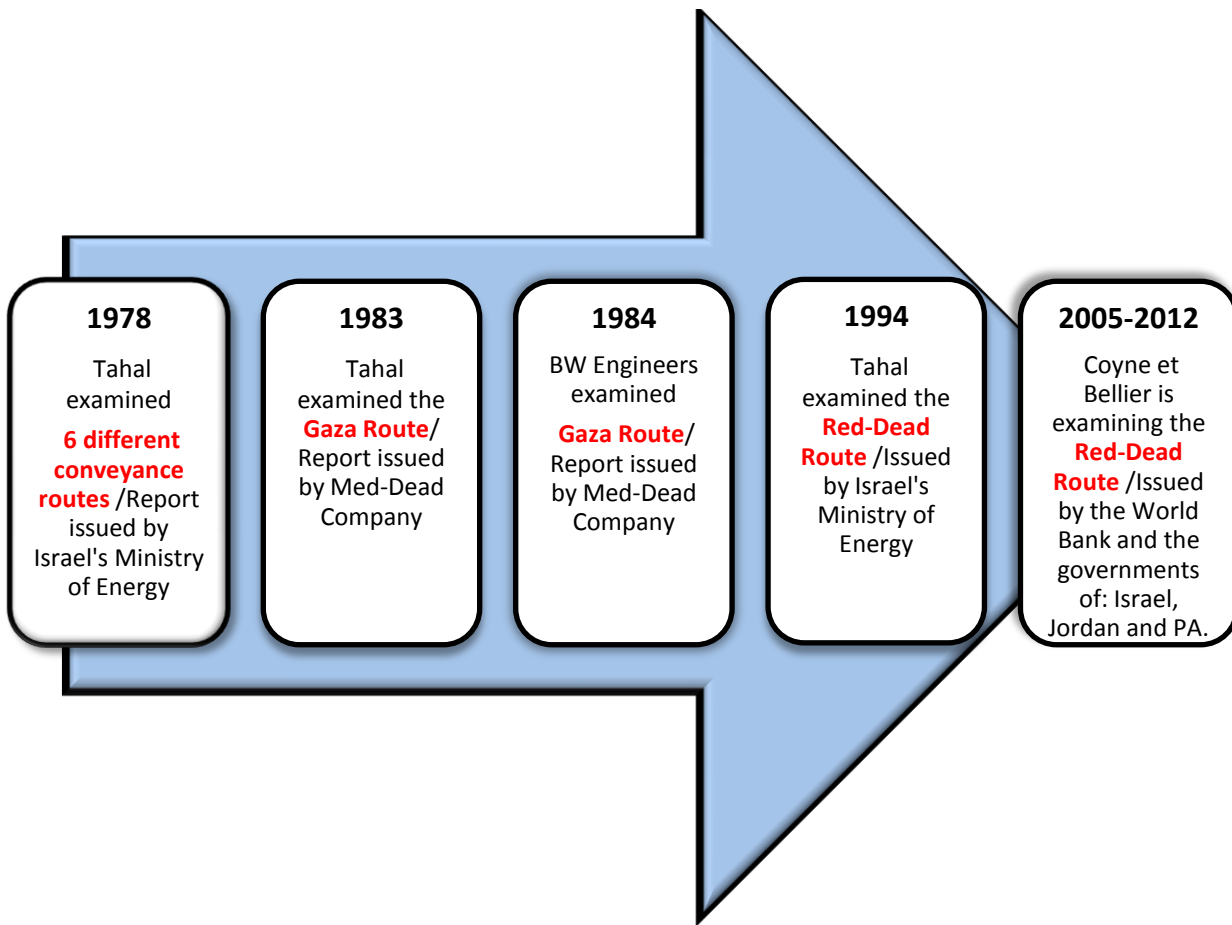 1978
Tahal
examined
6 different
conveyance
routes /Report
issued by
Israel's Ministry
of Energy
1983
Tahal
examined the
Gaza Route/
Report issued
by Med-Dead
Company
1984
BW Engineers
examined
Gaza Route/
Report issued
by Med-Dead
Company
1994
Tahal
examined the
Red-Dead
Route /Issued
by Israel's
Ministry of
Energy
2005-2012
Coyne et
Bellier is
examining the
Red-Dead
Route /Issued
by the World
Bank and the
governments
of: Israel,
Jordan and PA.